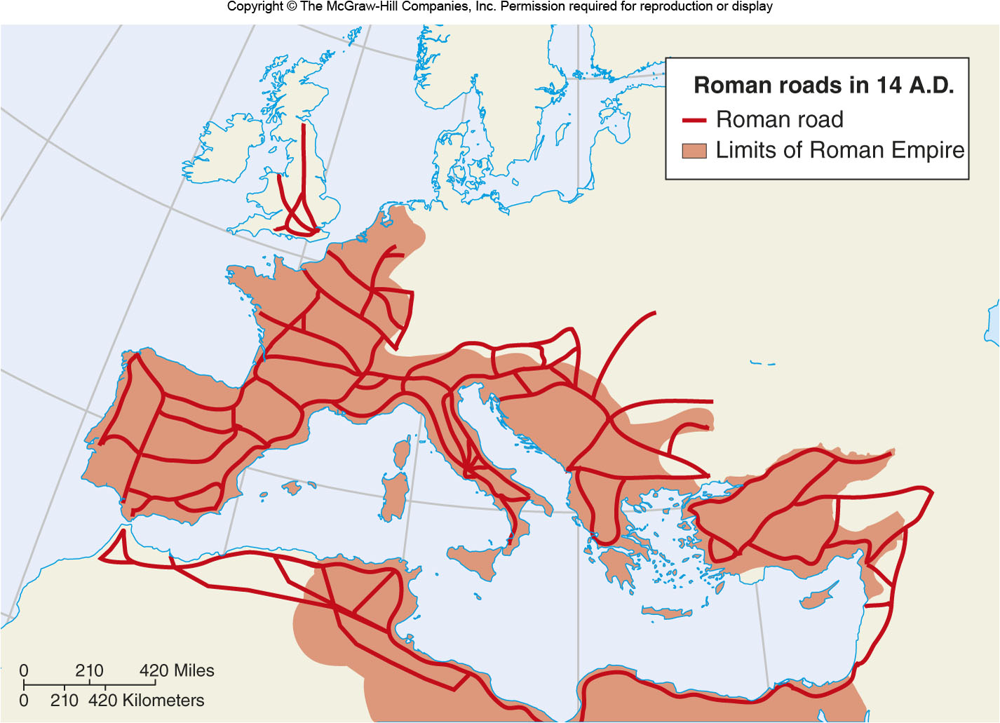 Copyright © The McGraw-Hill Companies, Inc. Permission required for reproduction or display
Roman roads in 14 A.D.
Roman road
Limits of Roman Empire
0 210 420 Miles
0 210 420 Kilometers